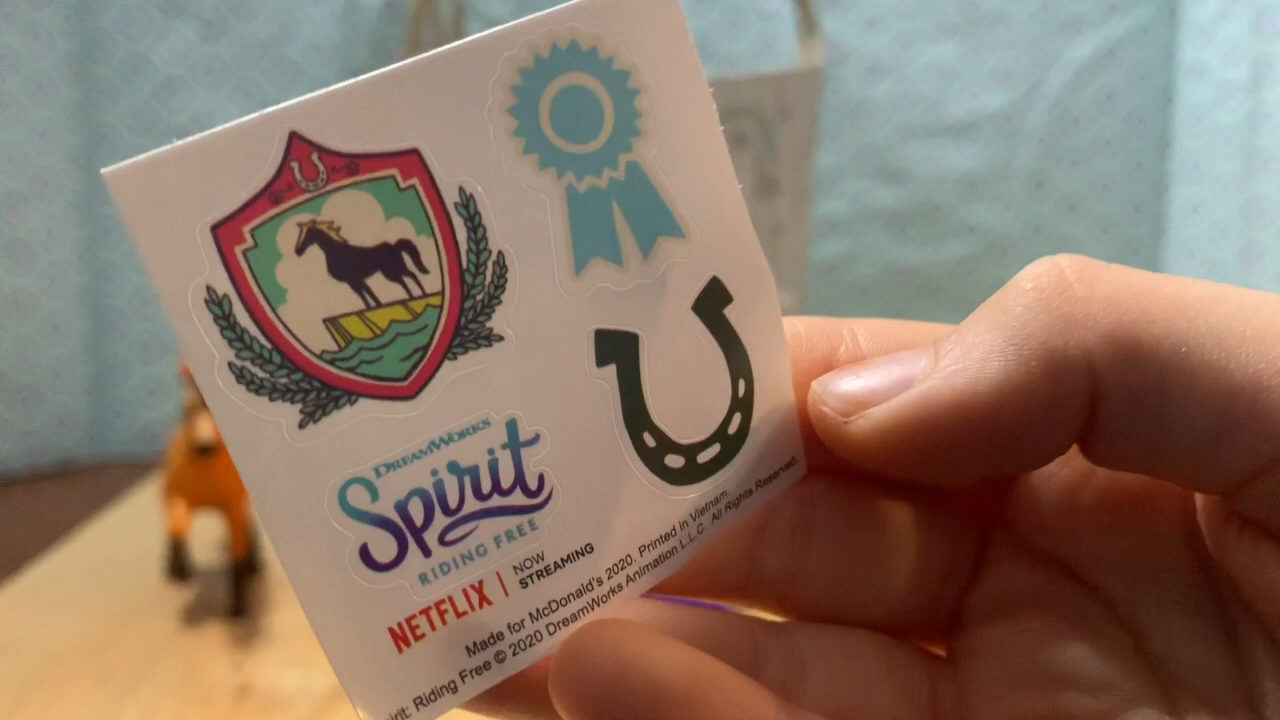 DREAMWORKS
Spirit
RIDING FREE
NETFLIX | NOW
STREAMING
Made for McDonald's 2020. Printed in Vietnam.
Riding Free © 2020 DreamWorks Animation L.L.C. All Rights Reserved